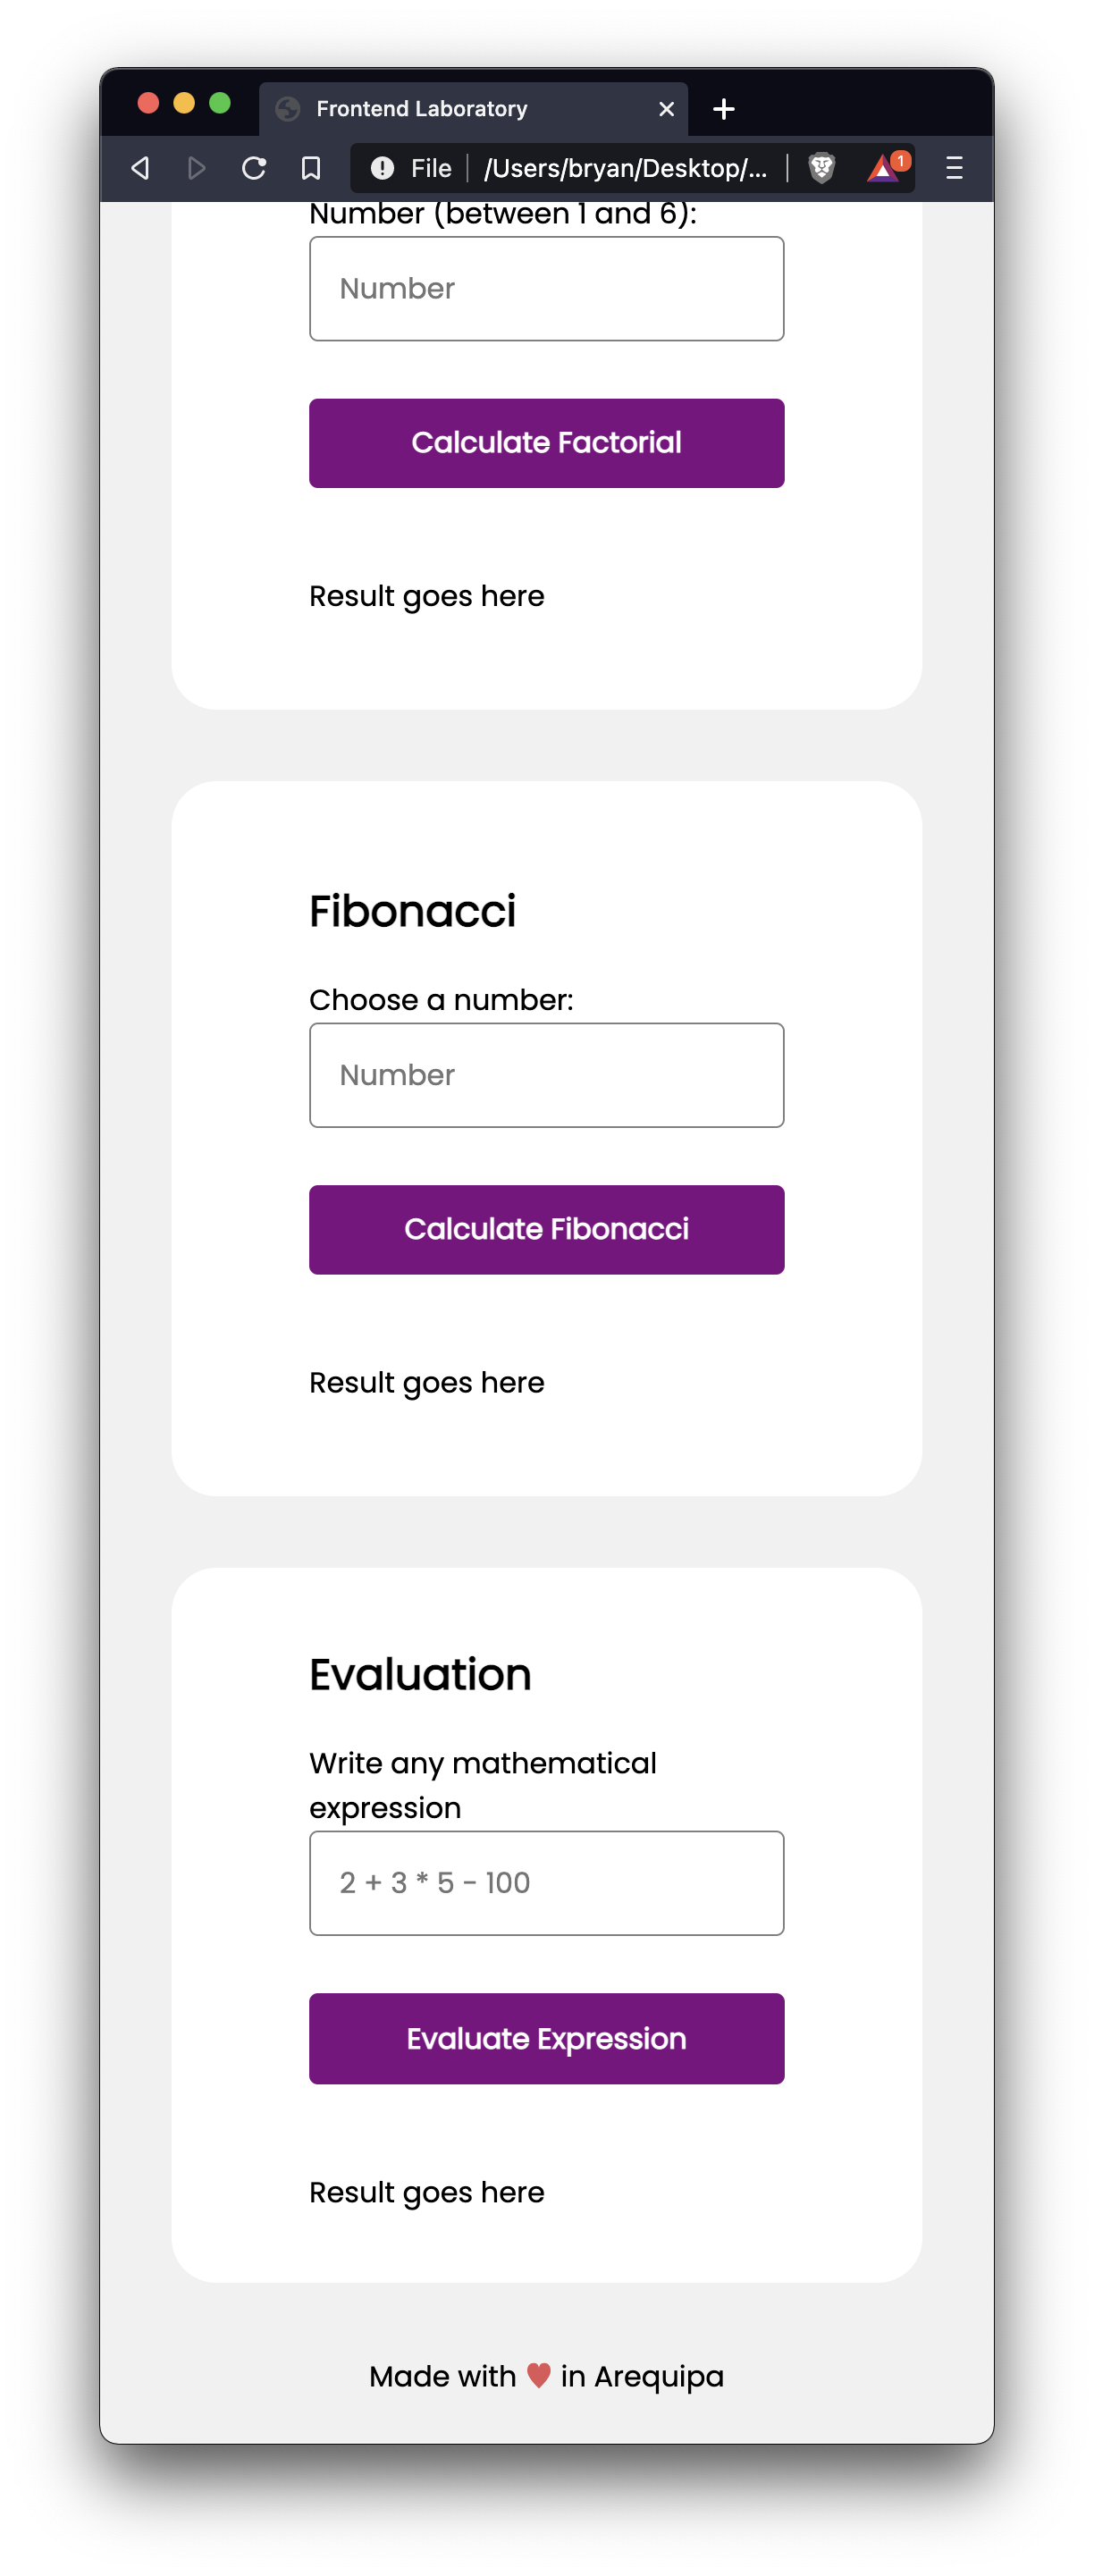 Frontend Laboratory
File
/Users/bryan/Desktop/...
1
Number (between 1 and 6):
Number
Calculate Factorial
Result goes here
Fibonacci
Choose a number:
Number
Calculate Fibonacci
Result goes here
Evaluation
Write any mathematical
expression
2 + 3 * 5 - 100
Evaluate Expression
Result goes here
Made with ♥ in Arequipa